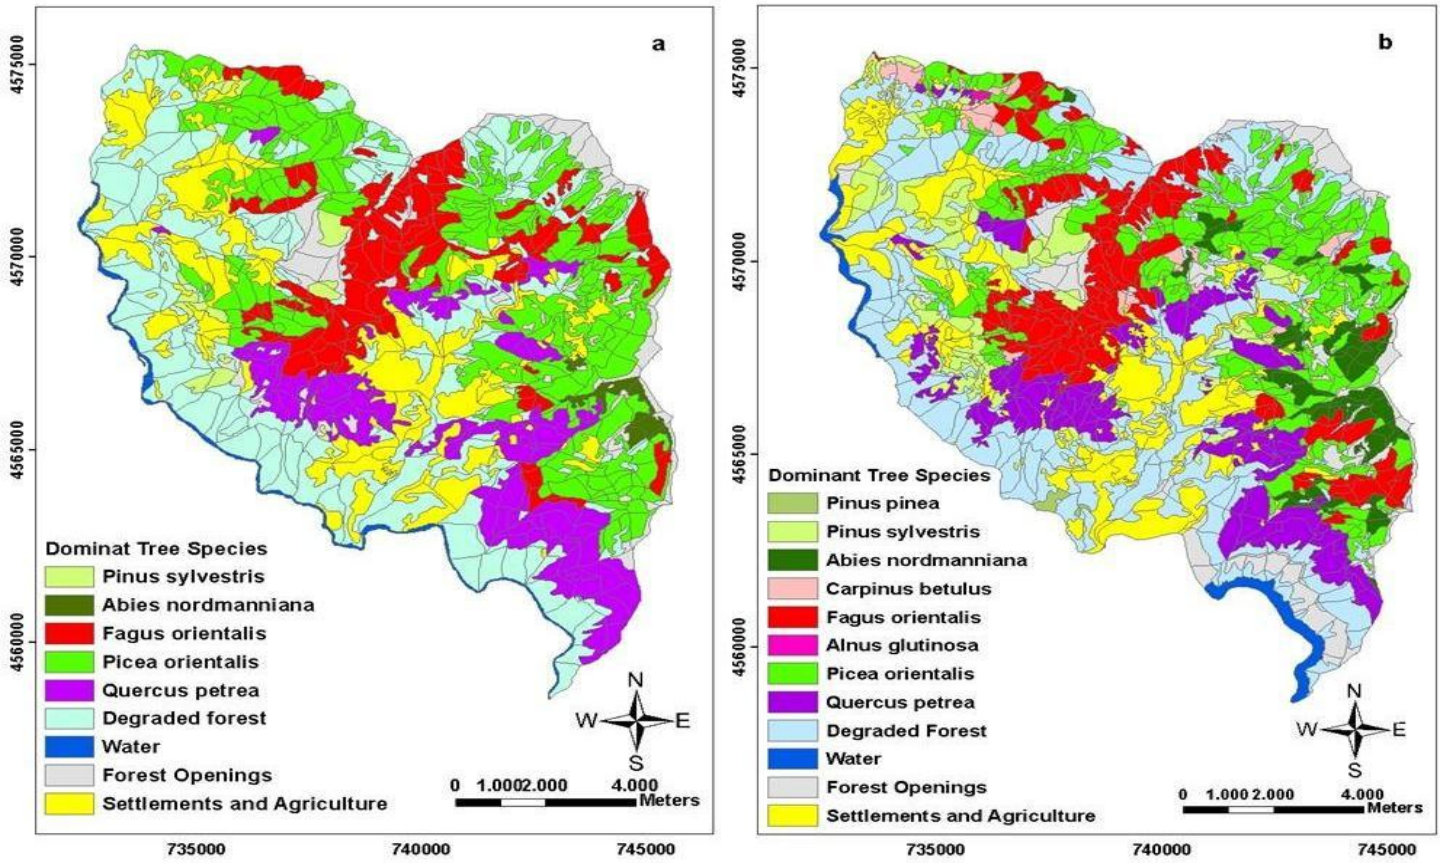 a
4575000
4570000
4565000
4560000
Dominat Tree Species
Pinus sylvestris
Abies nordmanniana
Fagus orientalis
Picea orientalis
Quercus petrea
Degraded forest
Water
Forest Openings
Settlements and Agriculture
N
W E
S
0 1.0002.000 4.000
Meters
735000 740000 745000
b
4575000
4570000
4565000
4560000
Dominant Tree Species
Pinus pinea
Pinus sylvestris
Abies nordmanniana
Carpinus betulus
Fagus orientalis
Alnus glutinosa
Picea orientalis
Quercus petrea
Degraded Forest
Water
Forest Openings
Settlements and Agriculture
N
W E
S
0 1.000 2.000 4.000
Meters
735000 740000 745000